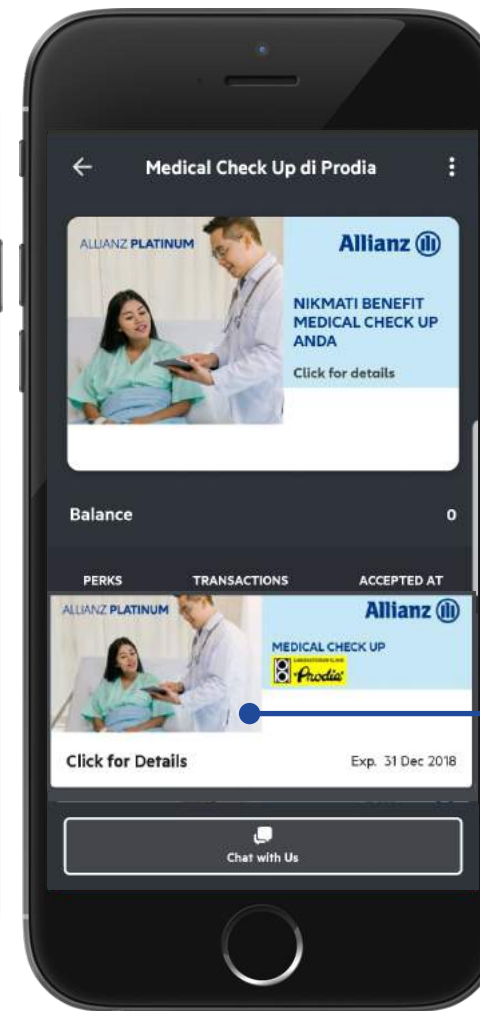 Medical Check Up di Prodia
ALLIANZ PLATINUM
Allianz
NIKMATI BENEFIT
MEDICAL CHECK UP
ANDA
Click for details
Balance 0
PERKS TRANSACTIONS ACCEPTED AT
ALLIANZ PLATINUM
Allianz
MEDICAL CHECK UP
LABORATORIUM KLINIK
Prodia
Click for Details Exp. 31 Dec 2018
Chat with Us